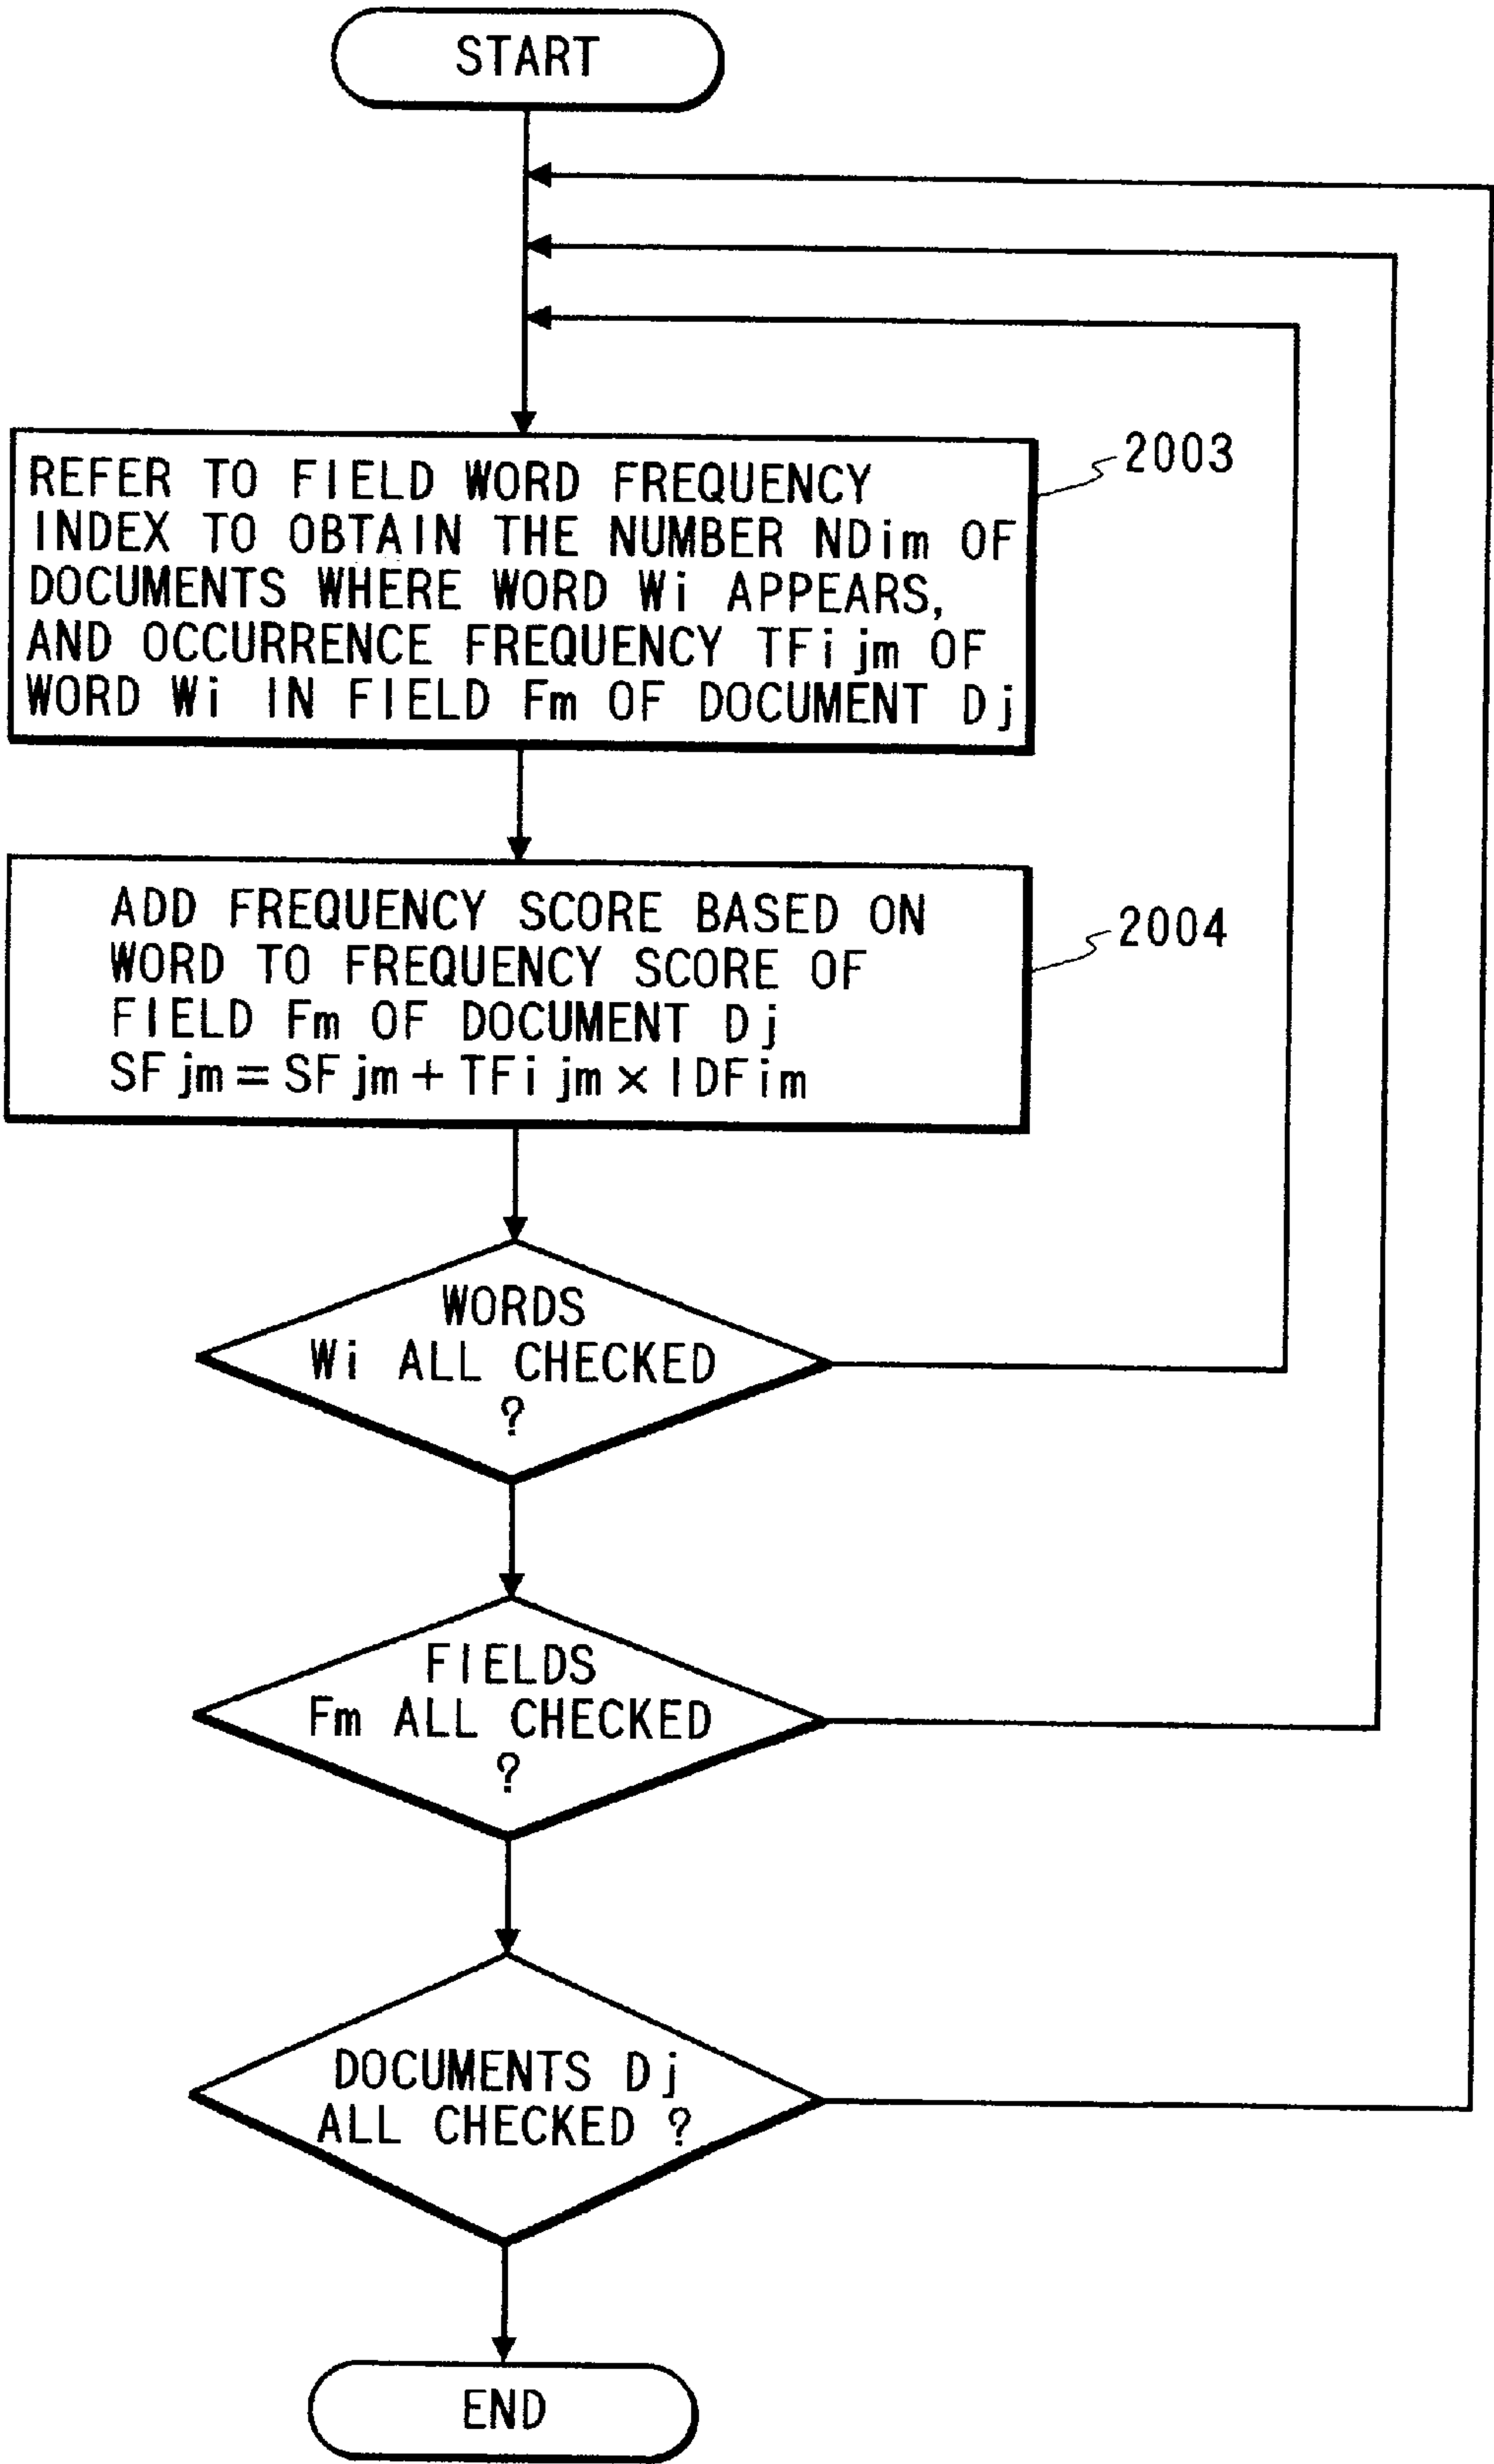 START
REFER TO FIELD WORD FREQUENCY
INDEX TO OBTAIN THE NUMBER NDim OF
DOCUMENTS WHERE WORD Wi APPEARS,
AND OCCURRENCE FREQUENCY TFijm OF
WORD Wi IN FIELD Fm OF DOCUMENT Dj
2003
ADD FREQUENCY SCORE BASED ON
WORD TO FREQUENCY SCORE OF
FIELD Fm OF DOCUMENT Dj
SFjm = SFjm + TFijm × IDFim
2004
WORDS
Wi ALL CHECKED
?
FIELDS
Fm ALL CHECKED
?
DOCUMENTS Dj
ALL CHECKED ?
END